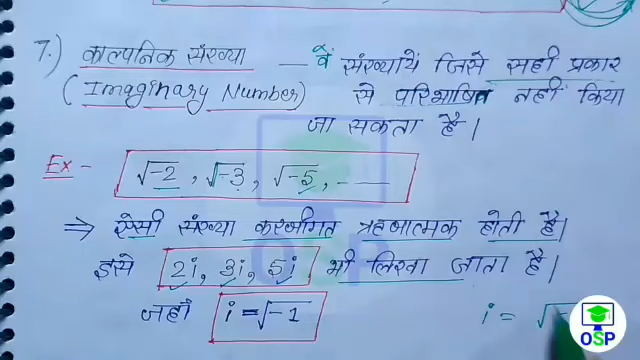 7.) काल्पनिक संख्या — वें संख्यायें जिसे सही प्रकार
(Imaginary Number) से परिभाषित नहीं किया
जा सकता है।
Ex - √-2 , √-3 , √-5 , - —
⇒ ऐसी संख्या करणीगत ऋणात्मक होती है।
इसे 2i, 3i, 5i भी लिखा जाता है।
जहाँ i = √-1
i = √-
OSP
OSP